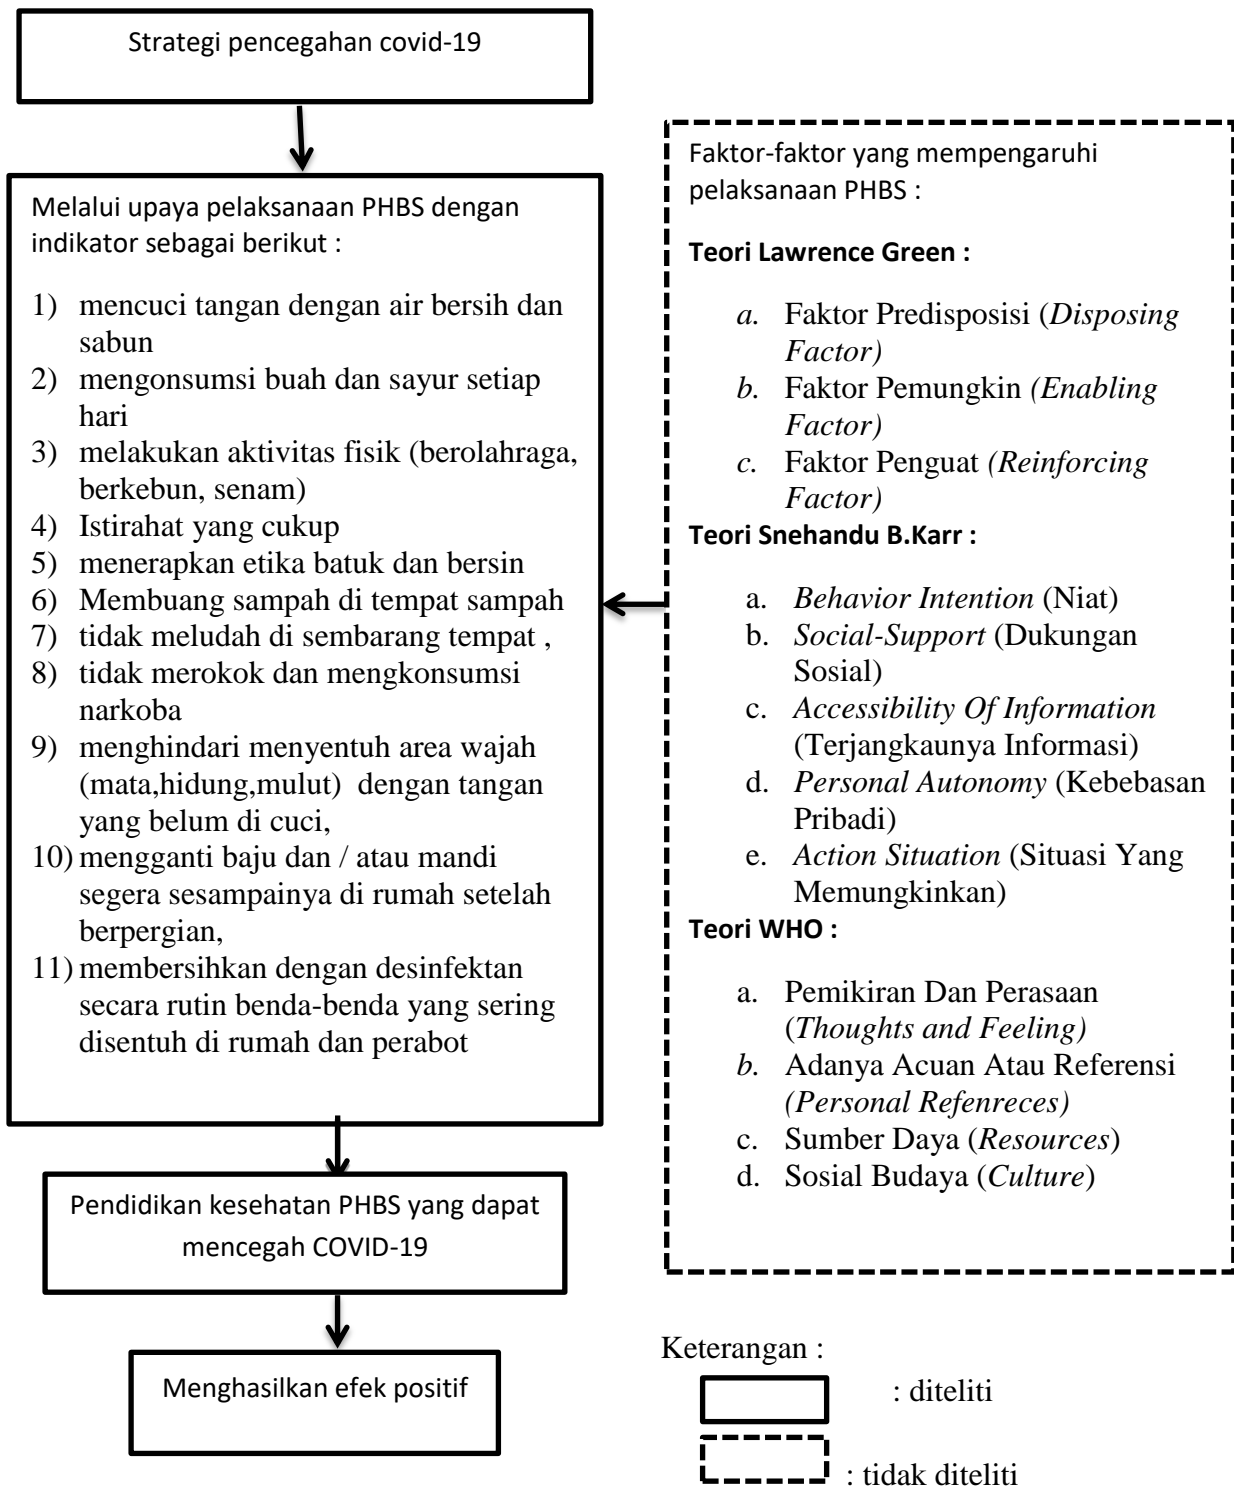 Strategi pencegahan covid-19
Melalui upaya pelaksanaan PHBS dengan
indikator sebagai berikut :
1) mencuci tangan dengan air bersih dan
sabun
2) mengonsumsi buah dan sayur setiap
hari
3) melakukan aktivitas fisik (berolahraga,
berkebun, senam)
4) Istirahat yang cukup
5) menerapkan etika batuk dan bersin
6) Membuang sampah di tempat sampah
7) tidak meludah di sembarang tempat ,
8) tidak merokok dan mengkonsumsi
narkoba
9) menghindari menyentuh area wajah
(mata,hidung,mulut) dengan tangan
yang belum di cuci,
10) mengganti baju dan / atau mandi
segera sesampainya di rumah setelah
berpergian,
11) membersihkan dengan desinfektan
secara rutin benda-benda yang sering
disentuh di rumah dan perabot
Pendidikan kesehatan PHBS yang dapat
mencegah COVID-19
Menghasilkan efek positif
Faktor-faktor yang mempengaruhi
pelaksanaan PHBS :
Teori Lawrence Green :
a. Faktor Predisposisi (Disposing
Factor)
b. Faktor Pemungkin (Enabling
Factor)
c. Faktor Penguat (Reinforcing
Factor)
Teori Snehandu B.Karr :
a. Behavior Intention (Niat)
b. Social-Support (Dukungan
Sosial)
c. Accessibility Of Information
(Terjangkaunya Informasi)
d. Personal Autonomy (Kebebasan
Pribadi)
e. Action Situation (Situasi Yang
Memungkinkan)
Teori WHO :
a. Pemikiran Dan Perasaan
(Thoughts and Feeling)
b. Adanya Acuan Atau Referensi
(Personal Refenreces)
c. Sumber Daya (Resources)
d. Sosial Budaya (Culture)
Keterangan :
: diteliti
: tidak diteliti